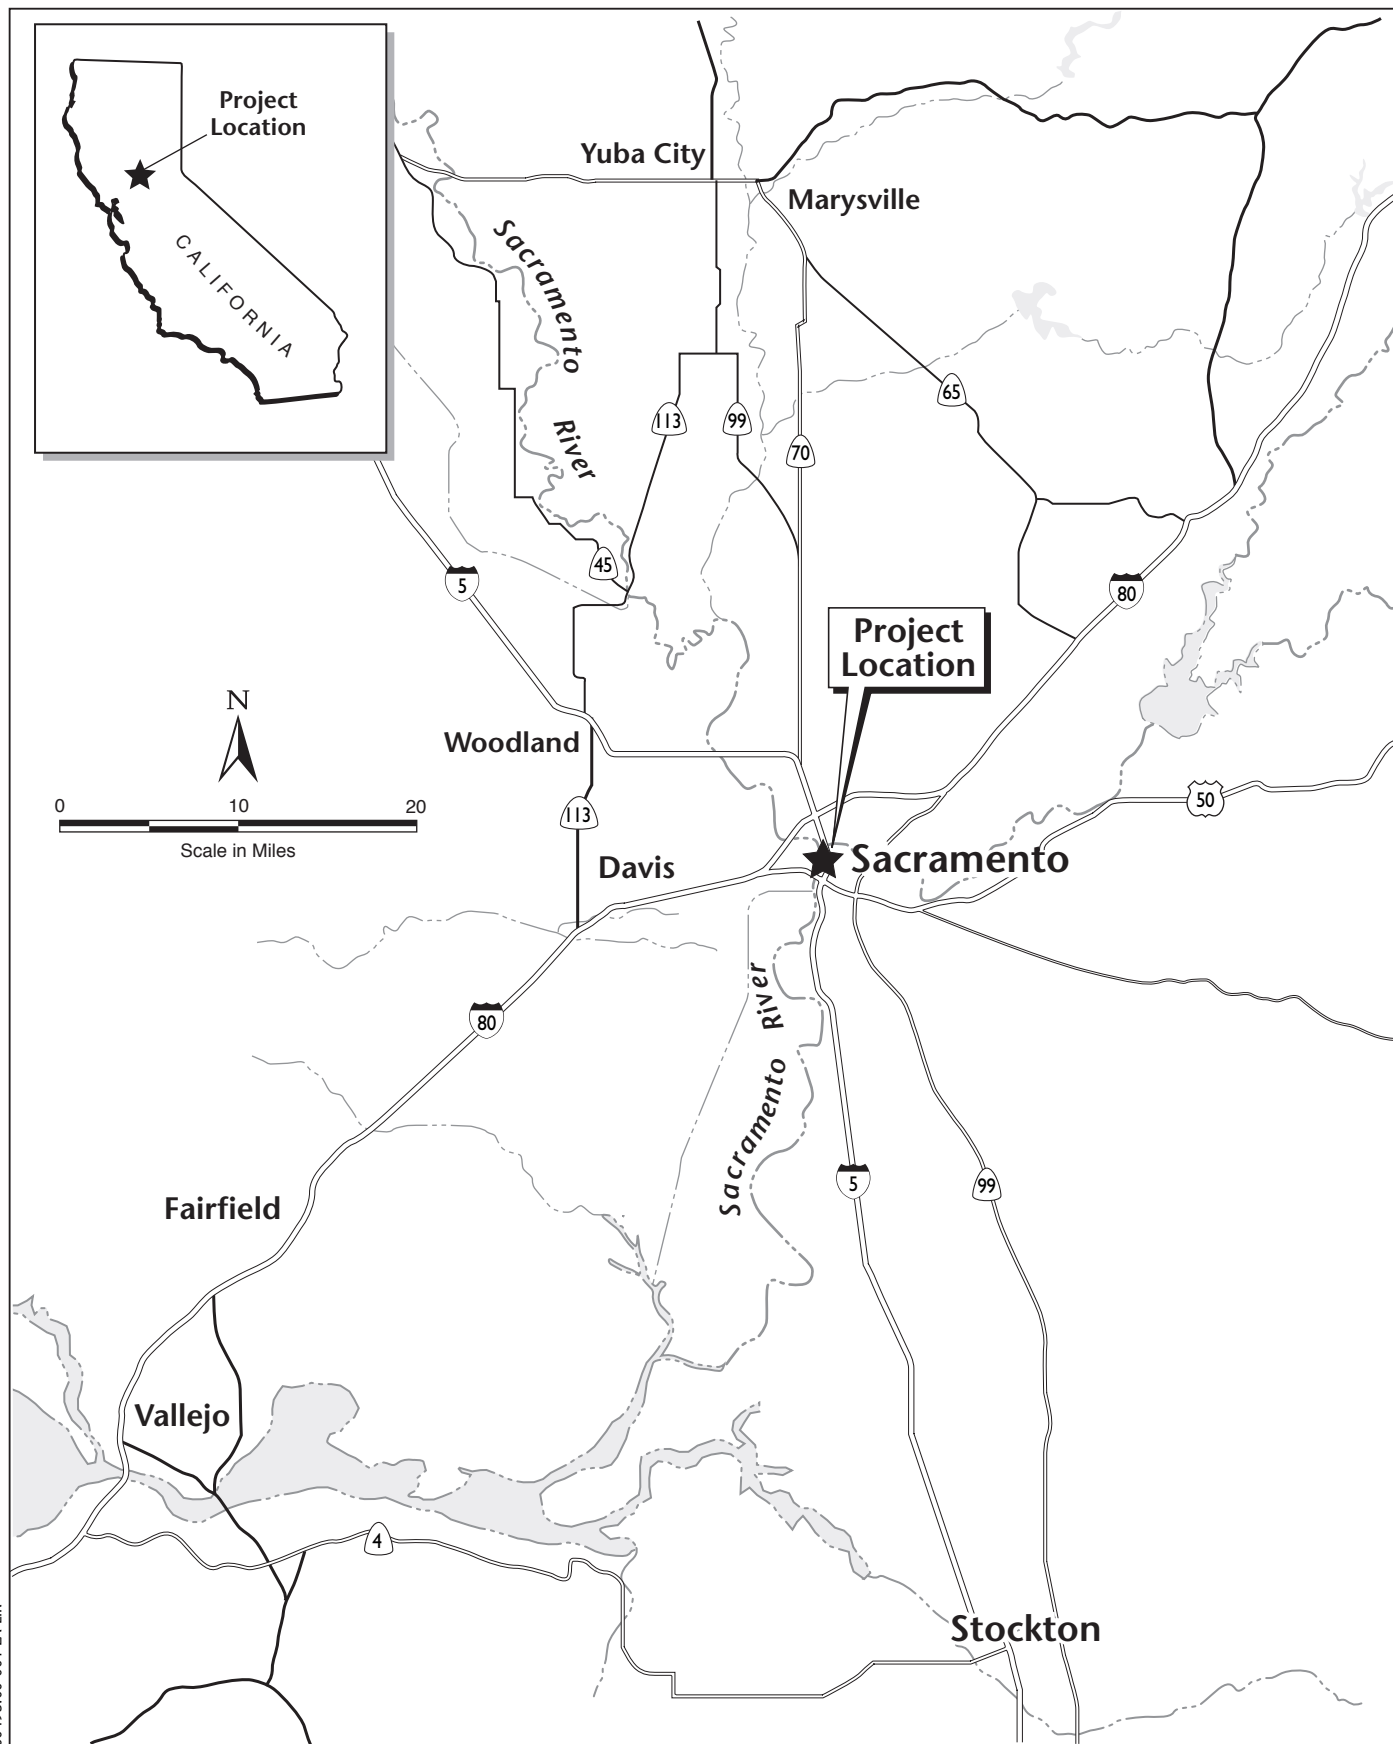 Project
Location
CALIFORNIA
Yuba City
Marysville
Sacramento
River
65
113
99
70
45
5
80
Project
Location
N
Woodland
0 10 20
Scale in Miles
113
50
Davis
Sacramento
River
Sacramento
80
5
99
Fairfield
Vallejo
4
Stockton